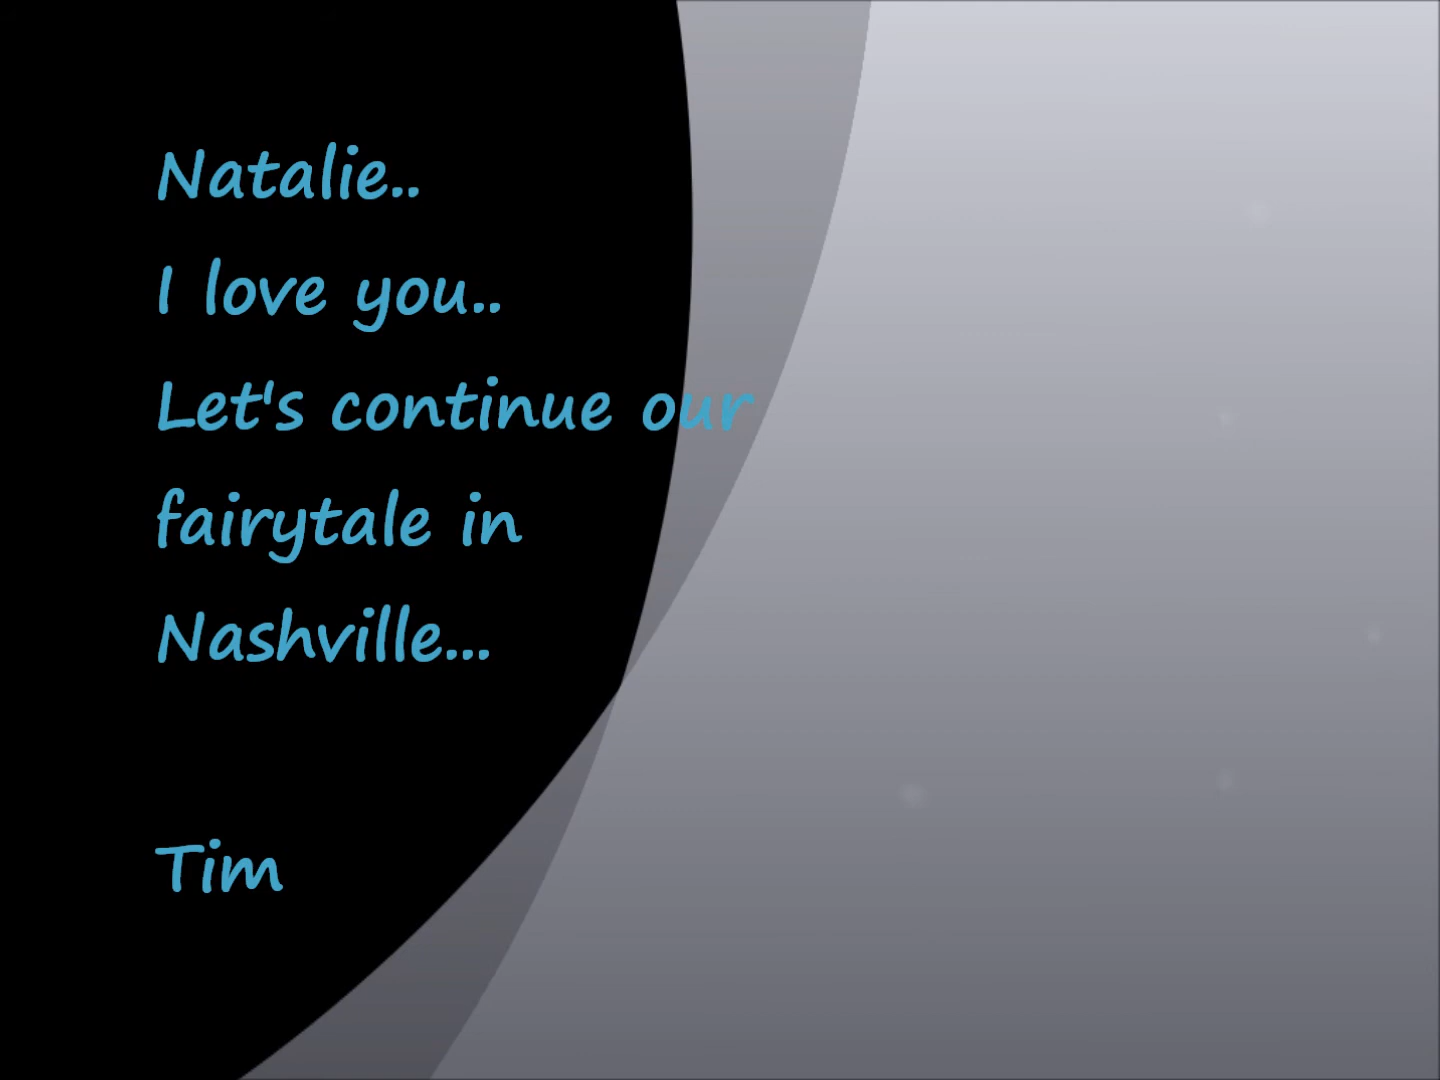 Natalie..
I love you..
Let's continue our
fairytale in
Nashville...
Tim